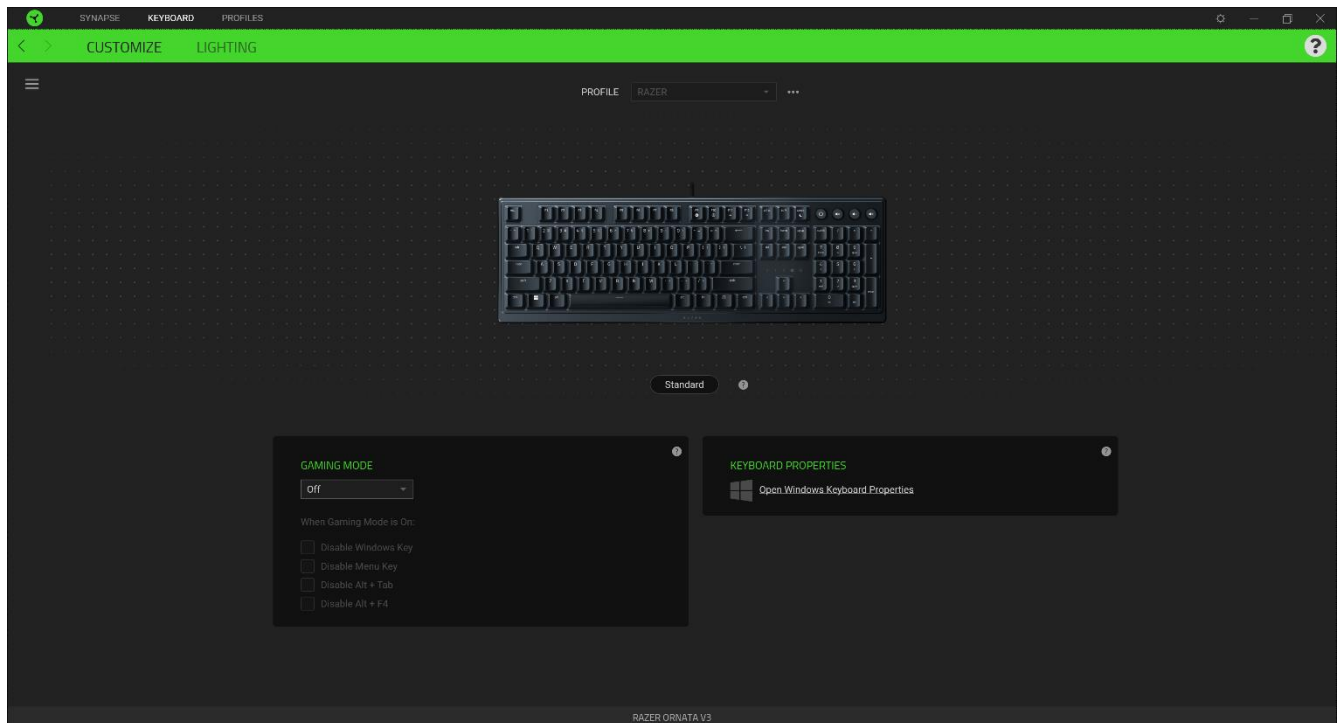 SYNAPSE KEYBOARD PROFILES
CUSTOMIZE LIGHTING
?
PROFILE RAZER
Standard ?
GAMING MODE ?
Off
When Gaming Mode is On:
Disable Windows Key
Disable Menu Key
Disable Alt + Tab
Disable Alt + F4
KEYBOARD PROPERTIES ?
Open Windows Keyboard Properties
RAZER ORNATA V3